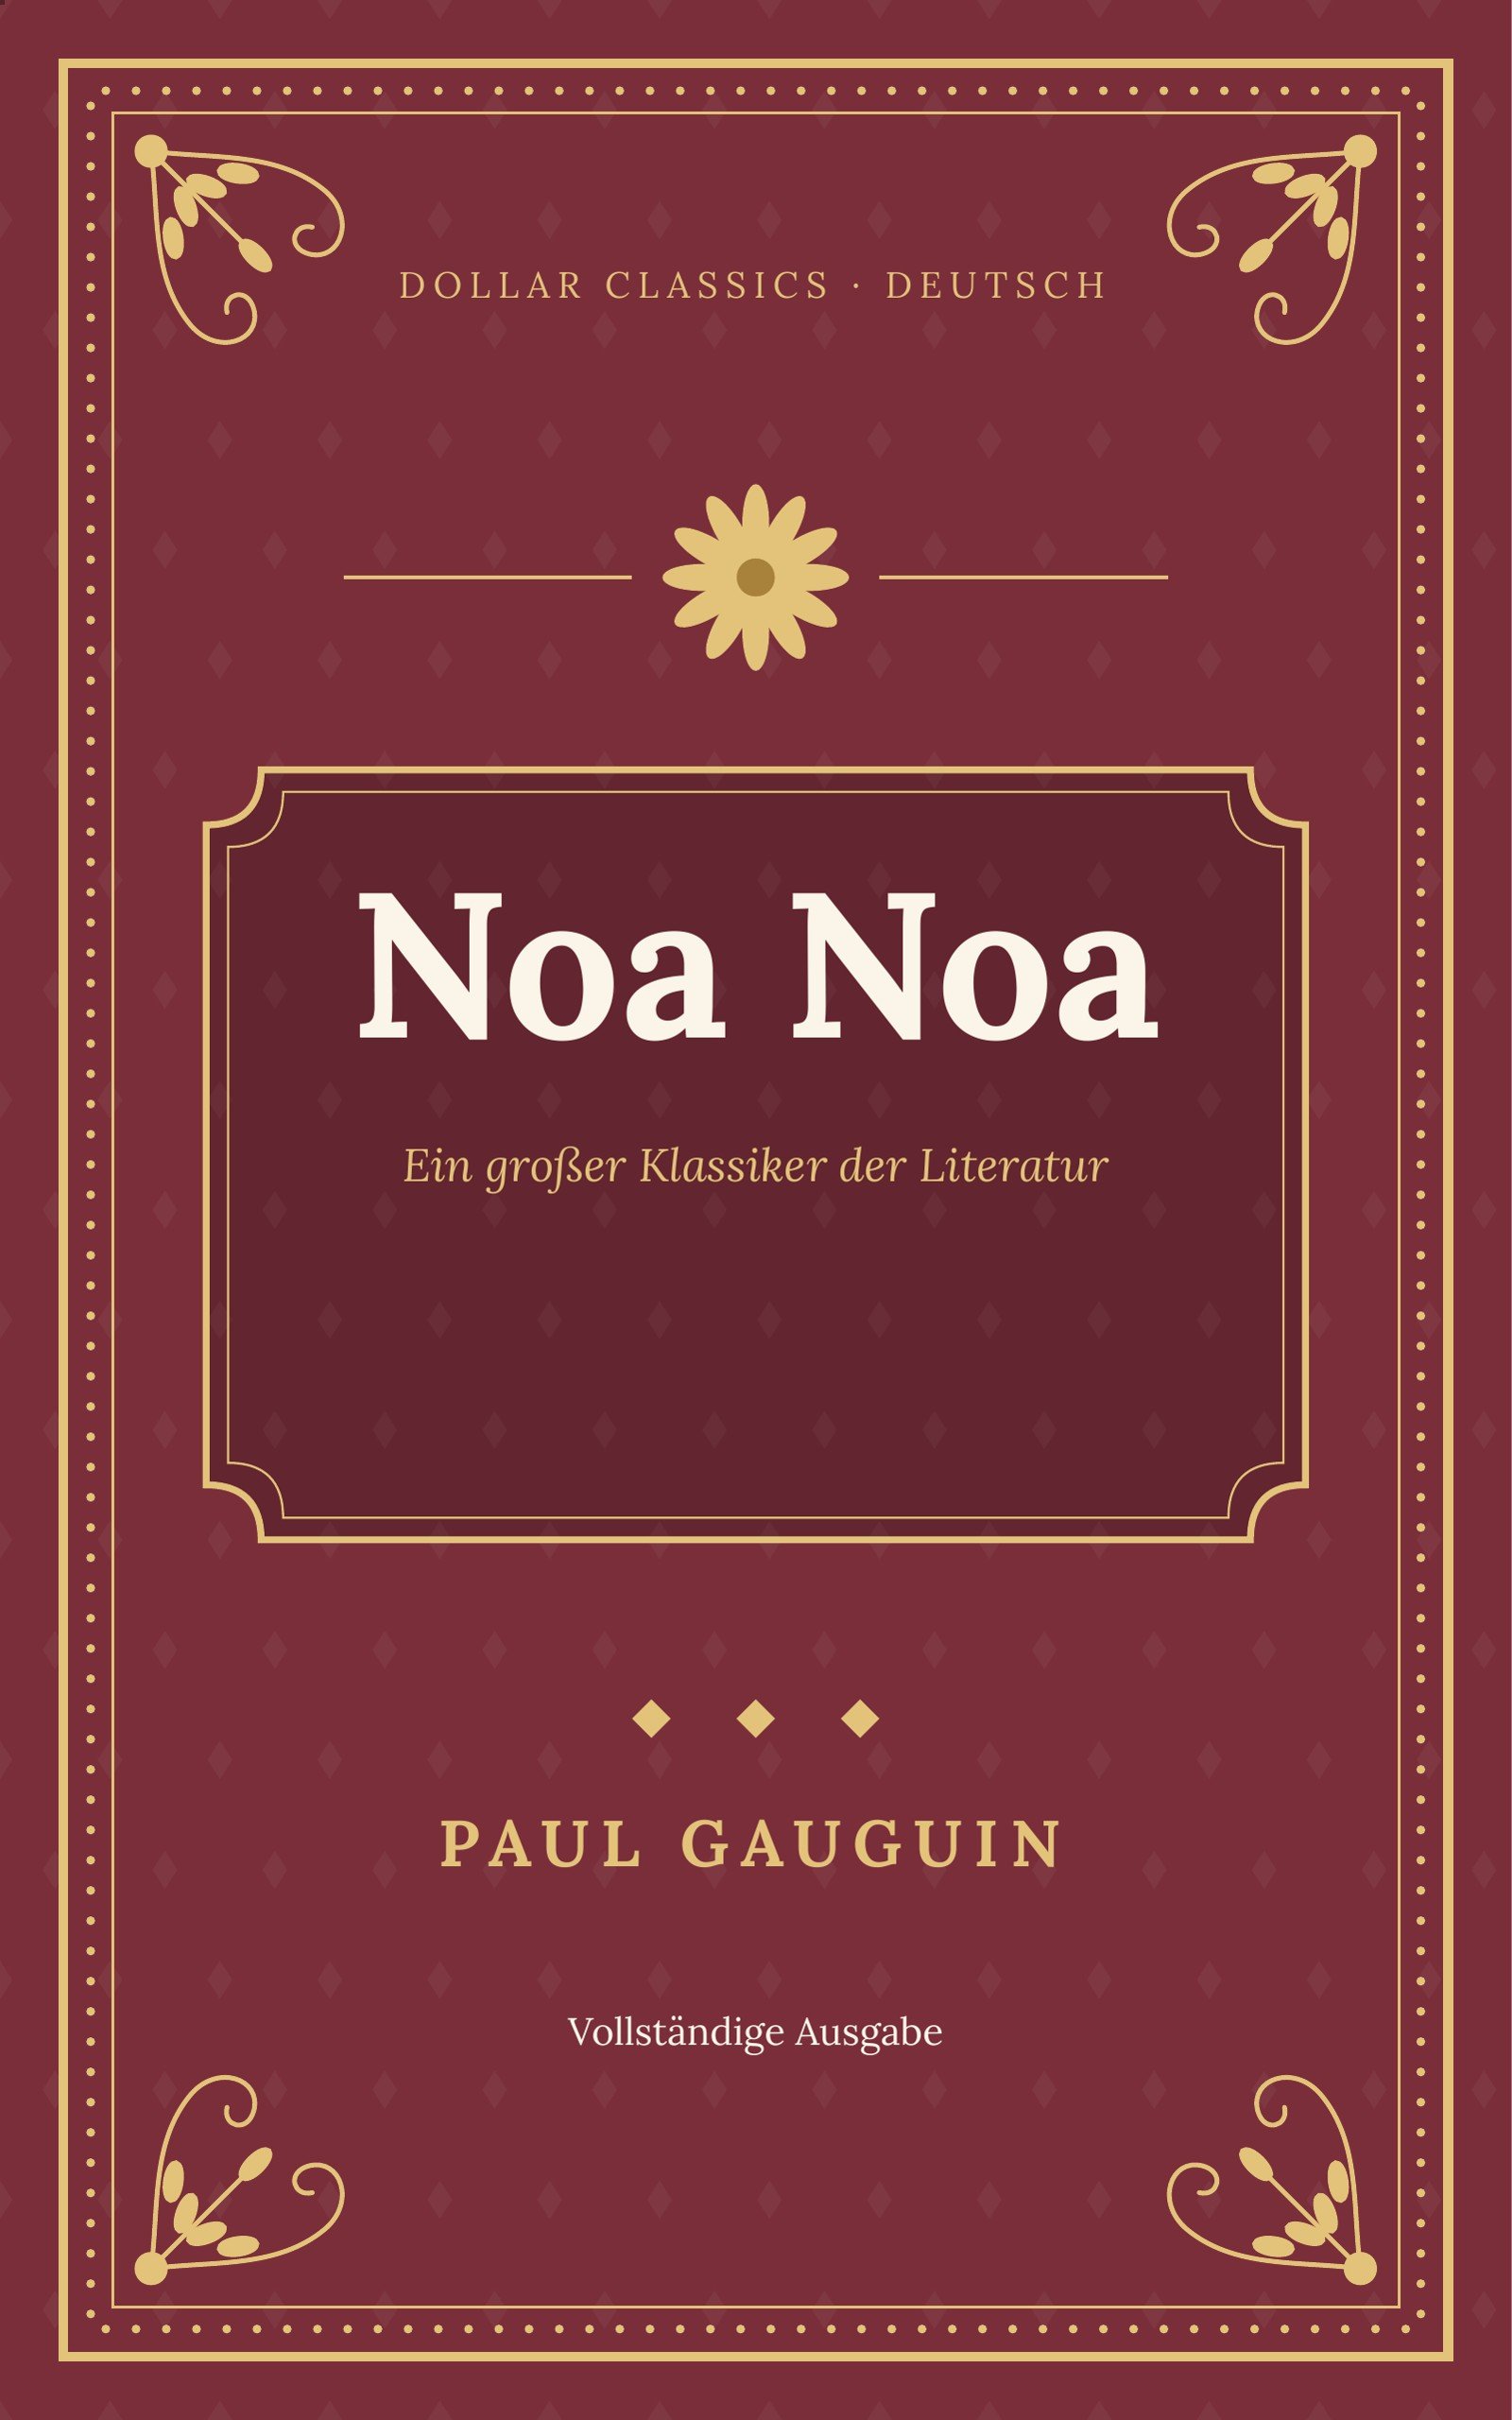 DOLLAR CLASSICS · DEUTSCH
Noa Noa
Ein großer Klassiker der Literatur
PAUL GAUGUIN
Vollständige Ausgabe